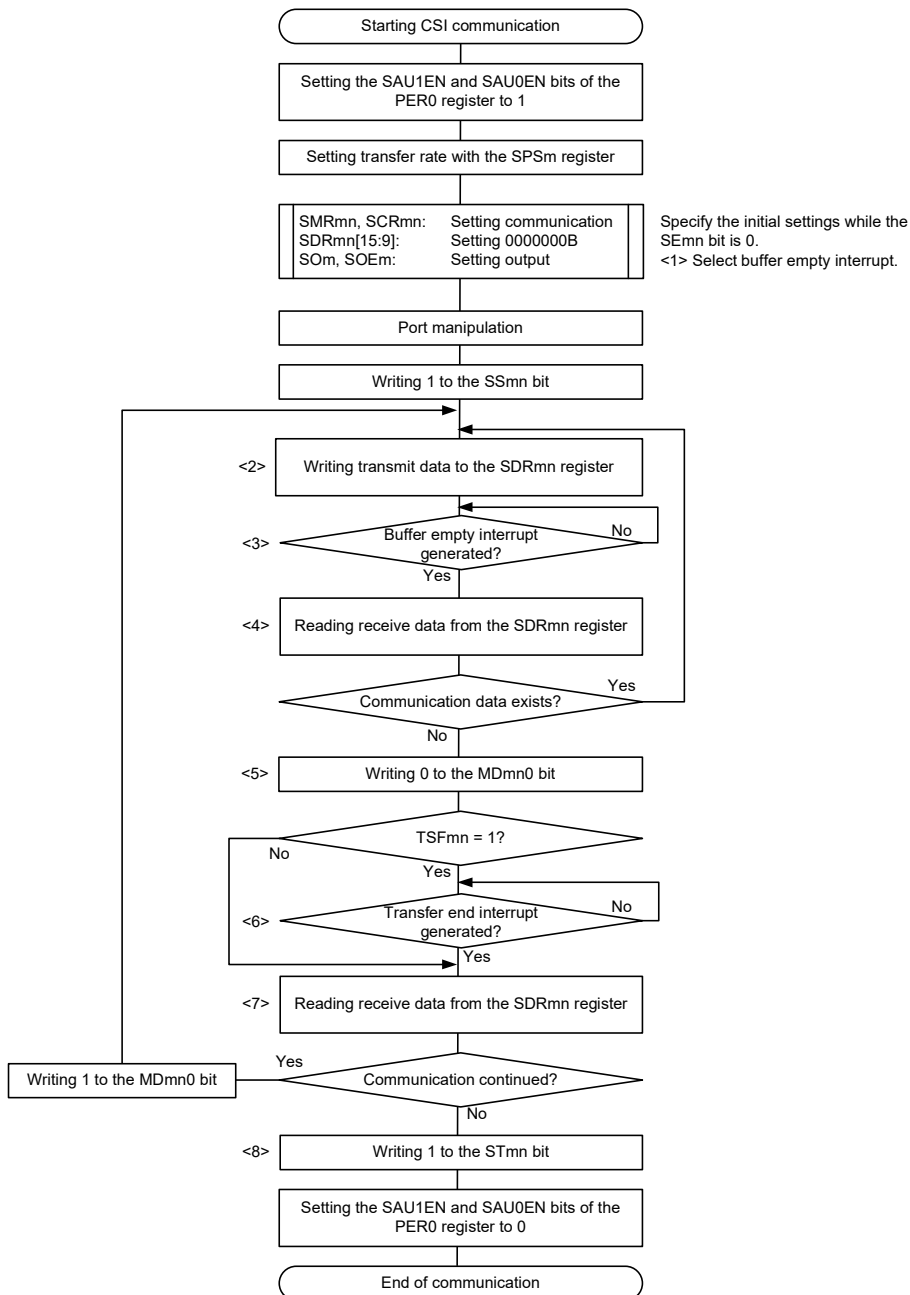 Starting CSI communication
Setting the SAU1EN and SAU0EN bits of the
PER0 register to 1
Setting transfer rate with the SPSm register
SMRmn, SCRmn: Setting communication
SDRmn[15:9]: Setting 0000000B
SOm, SOEm: Setting output
Specify the initial settings while the
SEmn bit is 0.
<1> Select buffer empty interrupt.
Port manipulation
Writing 1 to the SSmn bit
<2> Writing transmit data to the SDRmn register
<3> Buffer empty interrupt
generated?
No
Yes
<4> Reading receive data from the SDRmn register
Communication data exists?
Yes
No
<5> Writing 0 to the MDmn0 bit
TSFmn = 1?
No
Yes
<6> Transfer end interrupt
generated?
No
Yes
<7> Reading receive data from the SDRmn register
Writing 1 to the MDmn0 bit
Yes
Communication continued?
No
<8> Writing 1 to the STmn bit
Setting the SAU1EN and SAU0EN bits of the
PER0 register to 0
End of communication